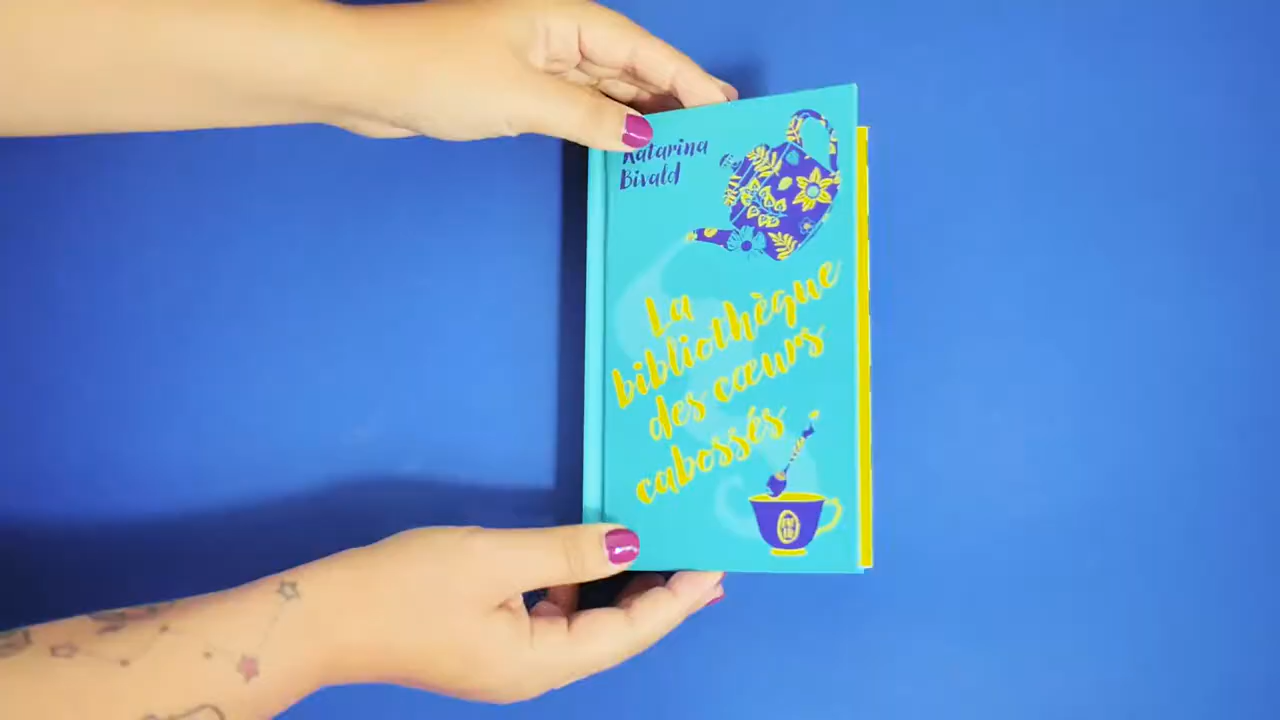 Katarina
Bivald
La
bibliothèque
des cœurs
cabossés